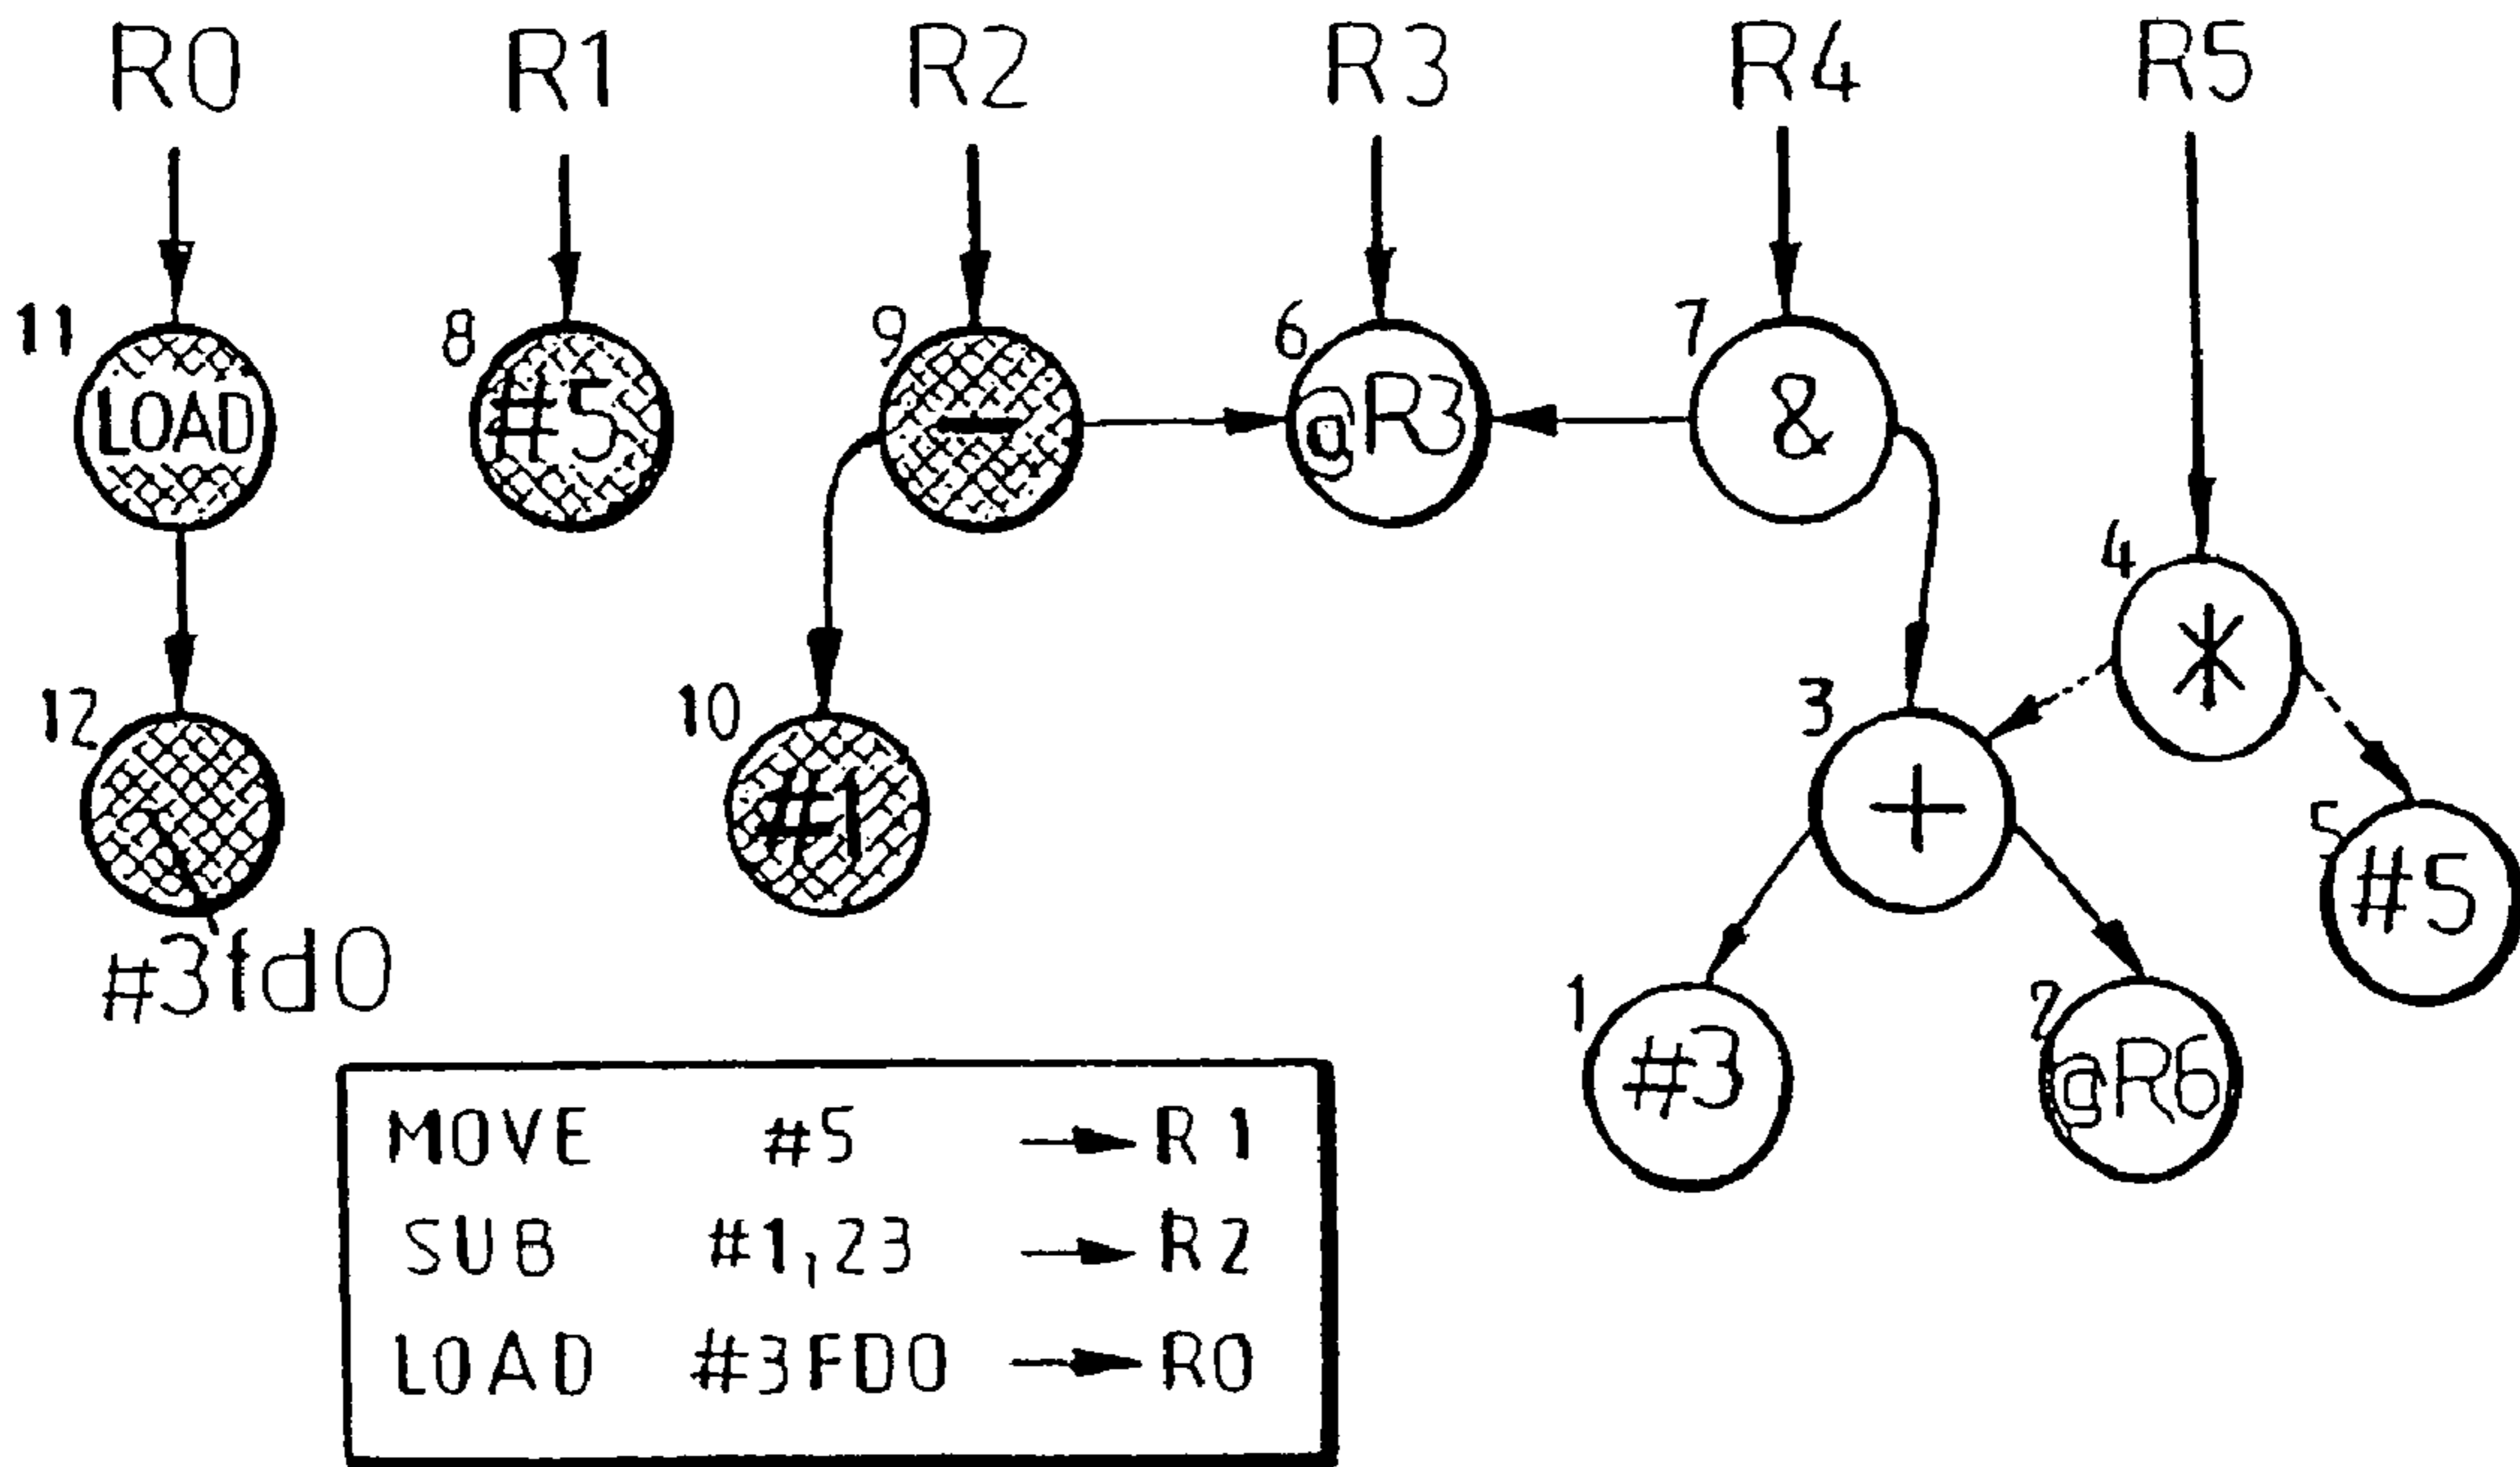 R0 R1 R2 R3 R4 R5
11 8 9 6 7
LOAD #5 − @R3 &
4
*
12 10 3 5
#1 + #5
#3fd0
1 2
#3 @R6
MOVE #5 → R1
SUB #1,23 → R2
LOAD #3FD0 → R0